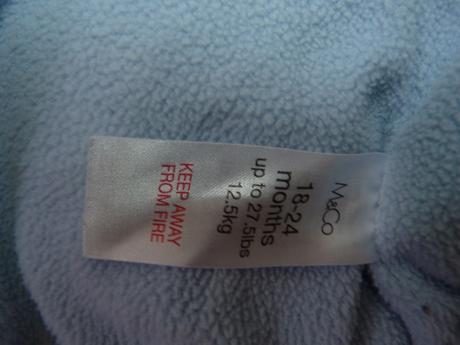 M&Co
18-24
months
up to 27.5lbs
12.5kg
KEEP AWAY
FROM FIRE